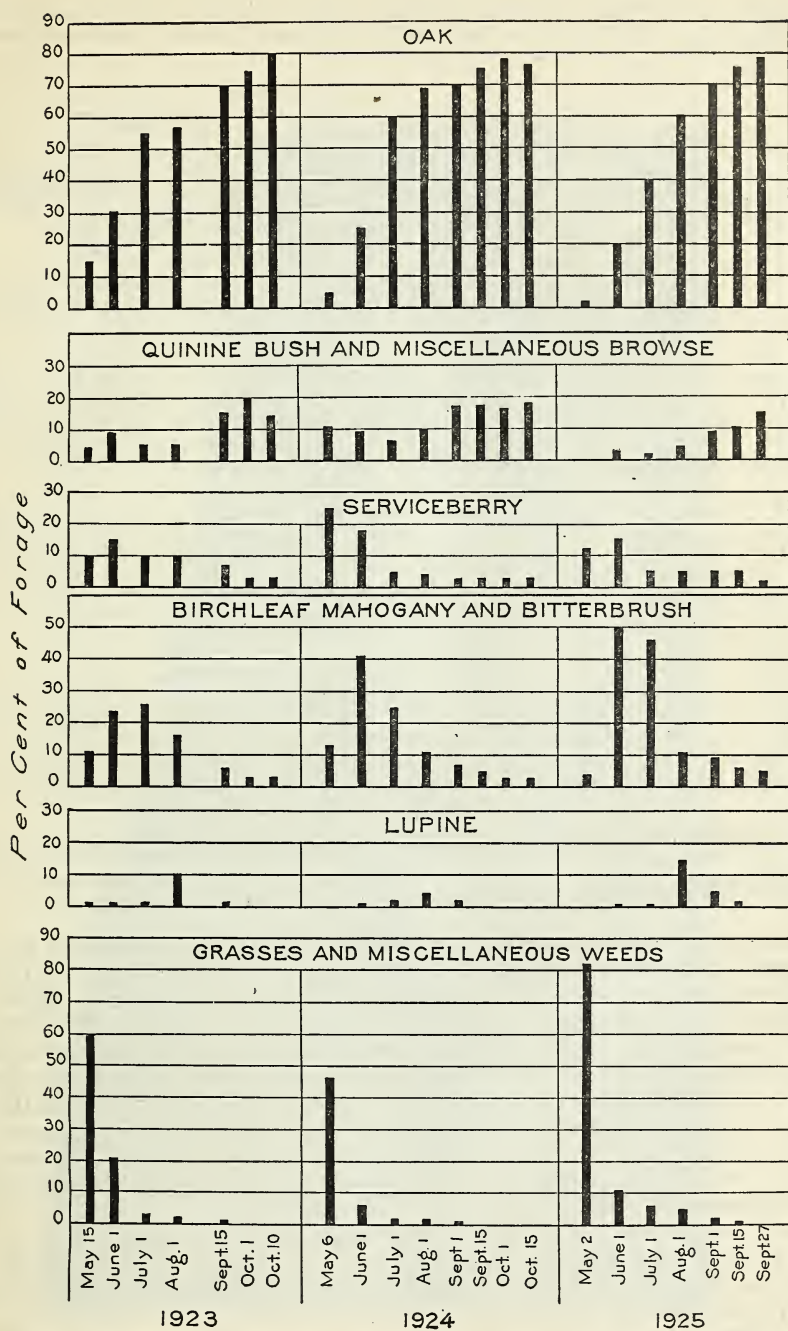 OAK
90
80
70
60
50
40
30
20
10
0
QUININE BUSH AND MISCELLANEOUS BROWSE
30
20
10
0
SERVICEBERRY
30
20
10
0
BIRCHLEAF MAHOGANY AND BITTERBRUSH
50
40
30
20
10
0
LUPINE
30
20
10
0
GRASSES AND MISCELLANEOUS WEEDS
90
80
70
60
50
40
30
20
10
0
Per Cent of Forage
May 15
June 1
July 1
Aug. 1
Sept. 15
Oct. 1
Oct. 10
May 6
June 1
July 1
Aug. 1
Sept 1
Sept. 15
Oct. 1
Oct. 15
May 2
June 1
July 1
Aug. 1
Sept. 1
Sept. 15
Sept 27
1923 1924 1925